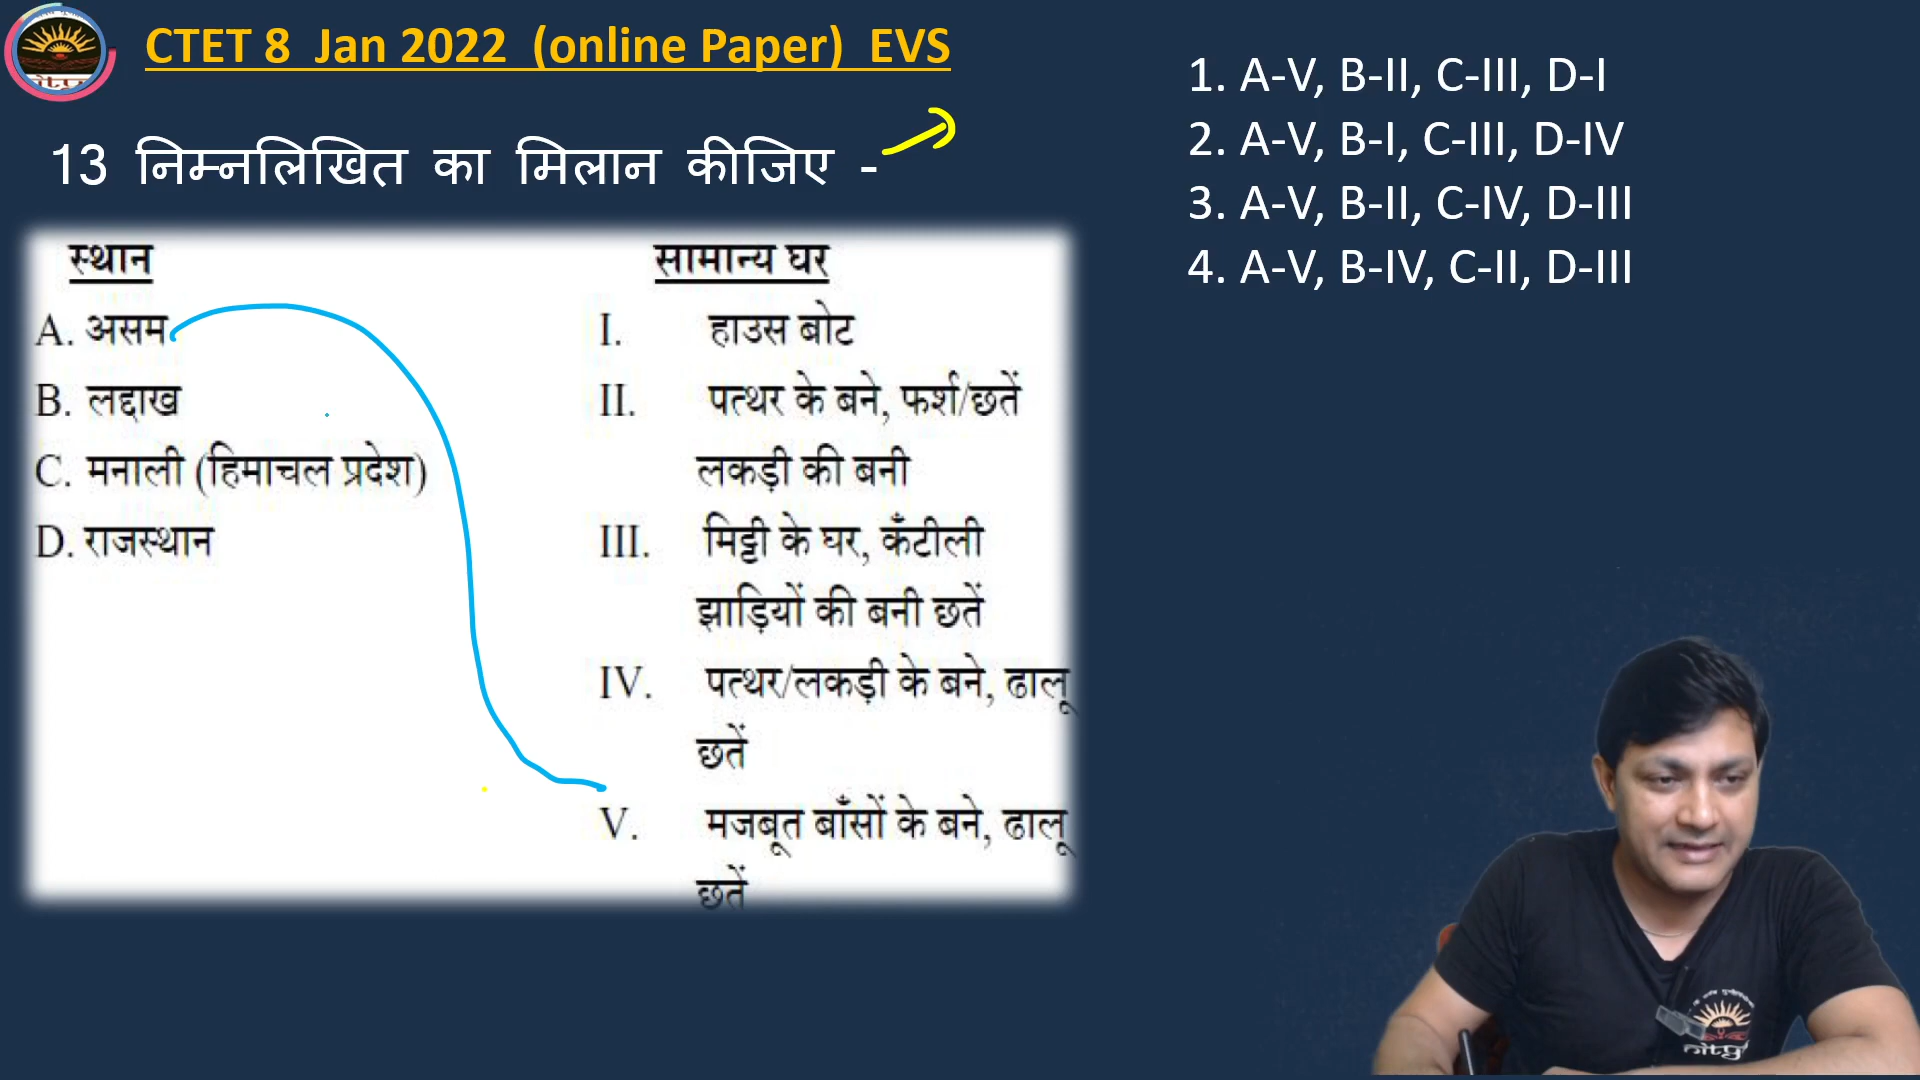 CTET 8 Jan 2022 (online Paper) EVS
13 निम्नलिखित का मिलान कीजिए -
स्थान
A. असम
B. लद्दाख
C. मनाली (हिमाचल प्रदेश)
D. राजस्थान
सामान्य घर
I. हाउस बोट
II. पत्थर के बने, फर्श/छतें
लकड़ी की बनी
III. मिट्टी के घर, कँटीली
झाड़ियों की बनी छतें
IV. पत्थर/लकड़ी के बने, ढालू
छतें
V. मजबूत बाँसों के बने, ढालू
छतें
1. A-V, B-II, C-III, D-I
2. A-V, B-I, C-III, D-IV
3. A-V, B-II, C-IV, D-III
4. A-V, B-IV, C-II, D-III